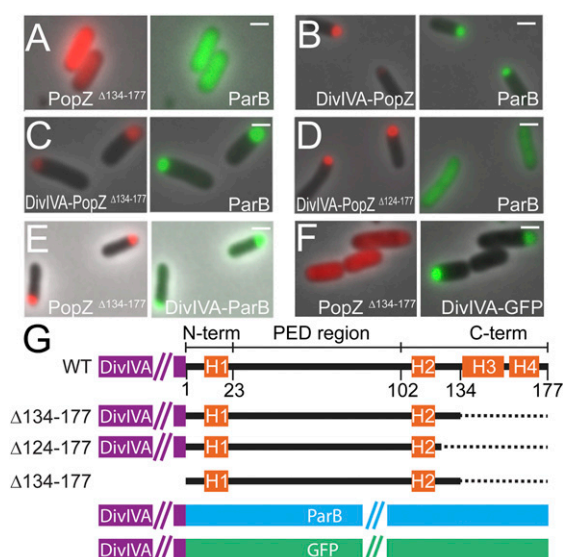 A
PopZ Δ134-177
ParB
B
DivIVA-PopZ
ParB
C
DivIVA-PopZ Δ134-177
ParB
D
DivIVA-PopZ Δ124-177
ParB
E
PopZ Δ134-177
DivIVA-ParB
F
PopZ Δ134-177
DivIVA-GFP
G
N-term PED region C-term
WT DivIVA H1 H2 H3 H4
1 23 102 134 177
Δ134-177 DivIVA H1 H2
Δ124-177 DivIVA H1 H2
Δ134-177 H1 H2
DivIVA ParB
DivIVA GFP